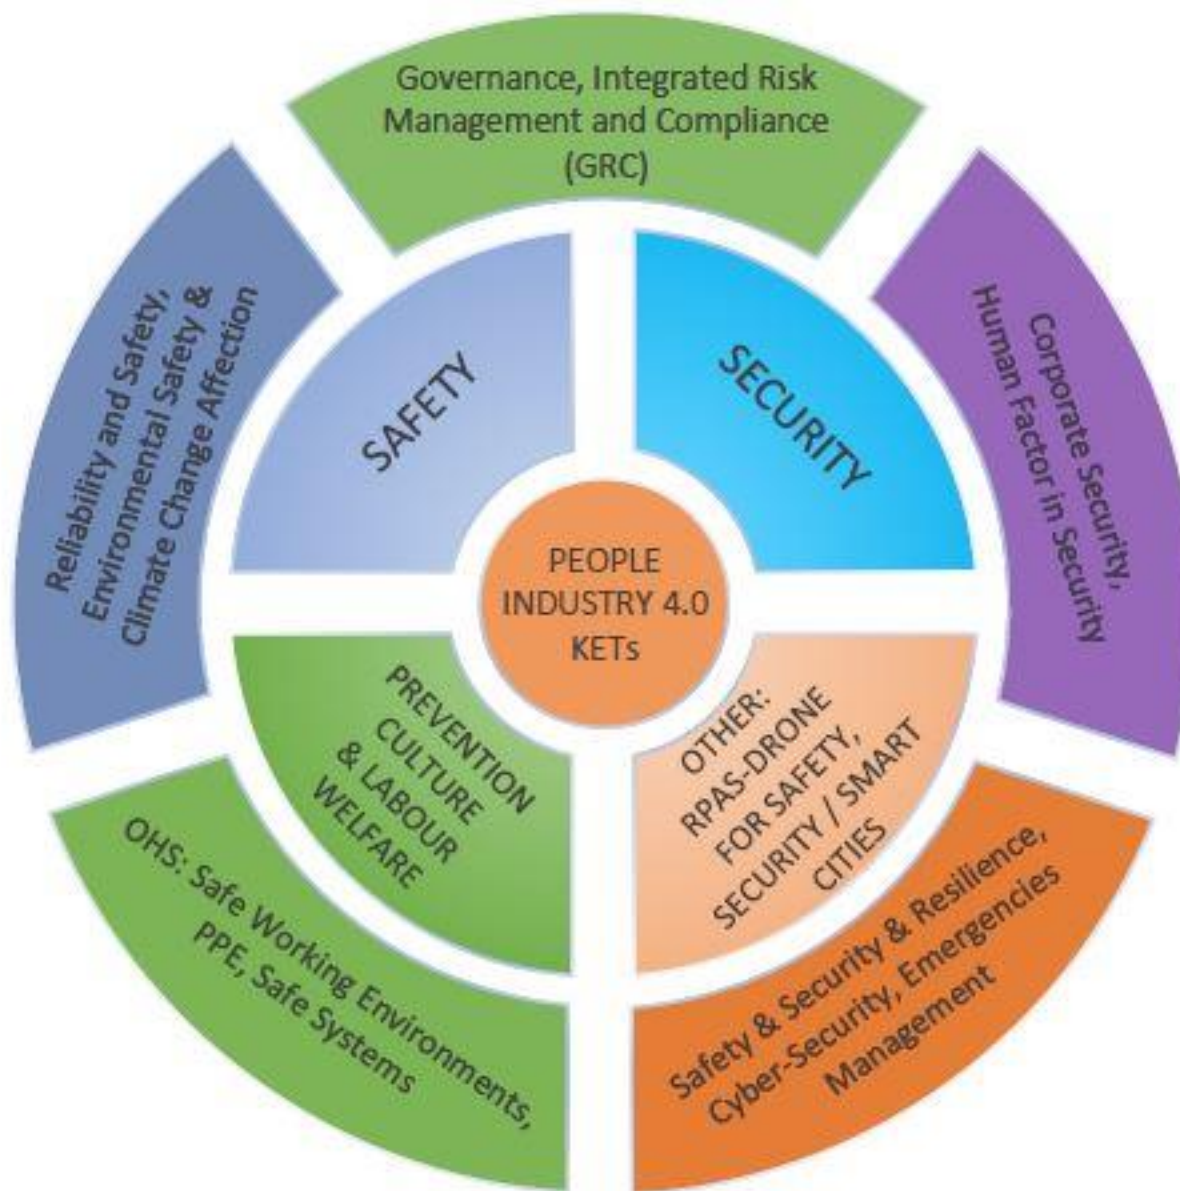 Governance, Integrated Risk
Management and Compliance
(GRC)
Reliability and Safety,
Environmental Safety &
Climate Change Affection
SAFETY
SECURITY
Corporate Security,
Human Factor in Security
PEOPLE
INDUSTRY 4.0
KETs
PREVENTION
CULTURE
& LABOUR
WELFARE
OTHER:
RPAS-DRONE
FOR SAFETY,
SECURITY / SMART
CITIES
OHS: Safe Working Environments,
PPE, Safe Systems
Safety & Security & Resilience,
Cyber-Security, Emergencies
Management